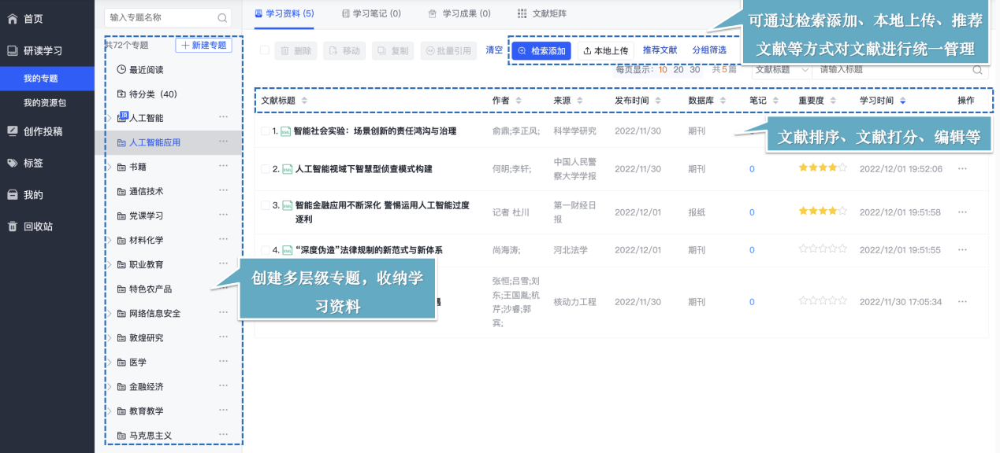 首页
研读学习
我的专题
我的资源包
创作投稿
标签
我的
回收站
输入专题名称
共72个专题
新建专题
最近阅读
待分类 (40)
顶
人工智能
人工智能应用
书籍
通信技术
党课学习
材料化学
职业教育
特色农产品
网络信息安全
敦煌研究
医学
金融经济
教育教学
马克思主义
创建多层级专题，收纳学
习资料
学习资料 (5) 学习笔记 (0) 学习成果 (0) 文献矩阵
删除 移动 复制 批量引用 清空 检索添加 本地上传 推荐文献 分组筛选
可通过检索添加、本地上传、推荐
文献等方式对文献进行统一管理
每页显示： 10 20 30 共5篇 文献标题 请输入标题
文献标题 作者 来源 发布时间 数据库 笔记 重要度 学习时间 操作
文献排序、文献打分、编辑等
1. 智能社会实验：场景创新的责任鸿沟与治理 俞鼎;李正风; 科学学研究 2022/11/30 期刊
2. 人工智能视域下智慧型侦查模式构建 何明;李轩; 中国人民警
察大学学报 2022/11/30 期刊 0 2022/12/01 19:52:06
3. 智能金融应用不断深化 警惕运用人工智能过度
逐利 记者 杜川 第一财经日
报 2022/12/01 报纸 0 2022/12/01 19:51:58
4. “深度伪造”法律规制的新范式与新体系 尚海涛; 河北法学 2022/12/01 期刊 0 2022/12/01 19:51:55
张恒;吕雪;刘
东;王国胤;杭
芹;沙睿;郭
宾; 核动力工程 2022/11/30 期刊 0 2022/11/30 17:05:34